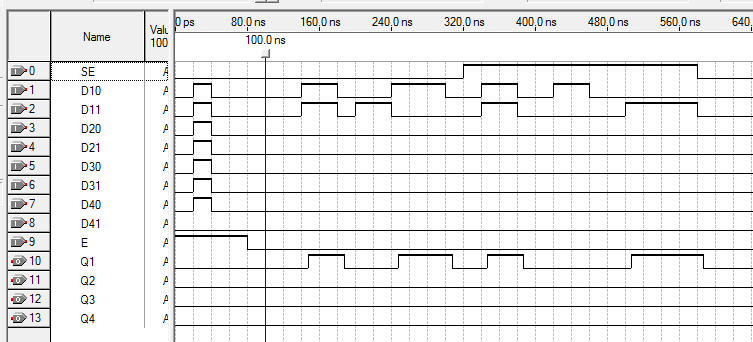 Name
Valu
100
0 ps
80.0 ns
160.0 ns
240.0 ns
320.0 ns
400.0 ns
480.0 ns
560.0 ns
640.
100.0 ns
0 SE A
1 D10 A
2 D11 A
3 D20 A
4 D21 A
5 D30 A
6 D31 A
7 D40 A
8 D41 A
9 E A
10 Q1 A
11 Q2 A
12 Q3 A
13 Q4 A